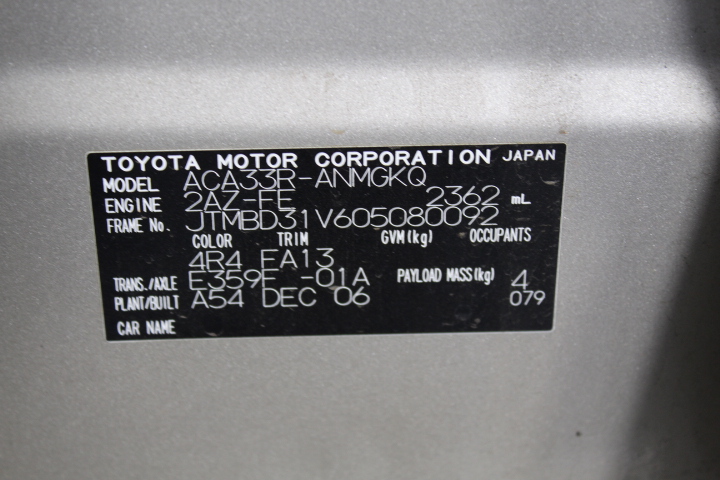 TOYOTA MOTOR CORPORATION JAPAN
MODEL ACA33R-ANMGKQ
ENGINE 2AZ-FE 2362 mL
FRAME No. JTMBD31V605080092
COLOR TRIM GVM(kg) OCCUPANTS
4R4 FA13
TRANS./AXLE E359F -01A PAYLOAD MASS(kg) 4
PLANT/BUILT A54 DEC 06 079
CAR NAME